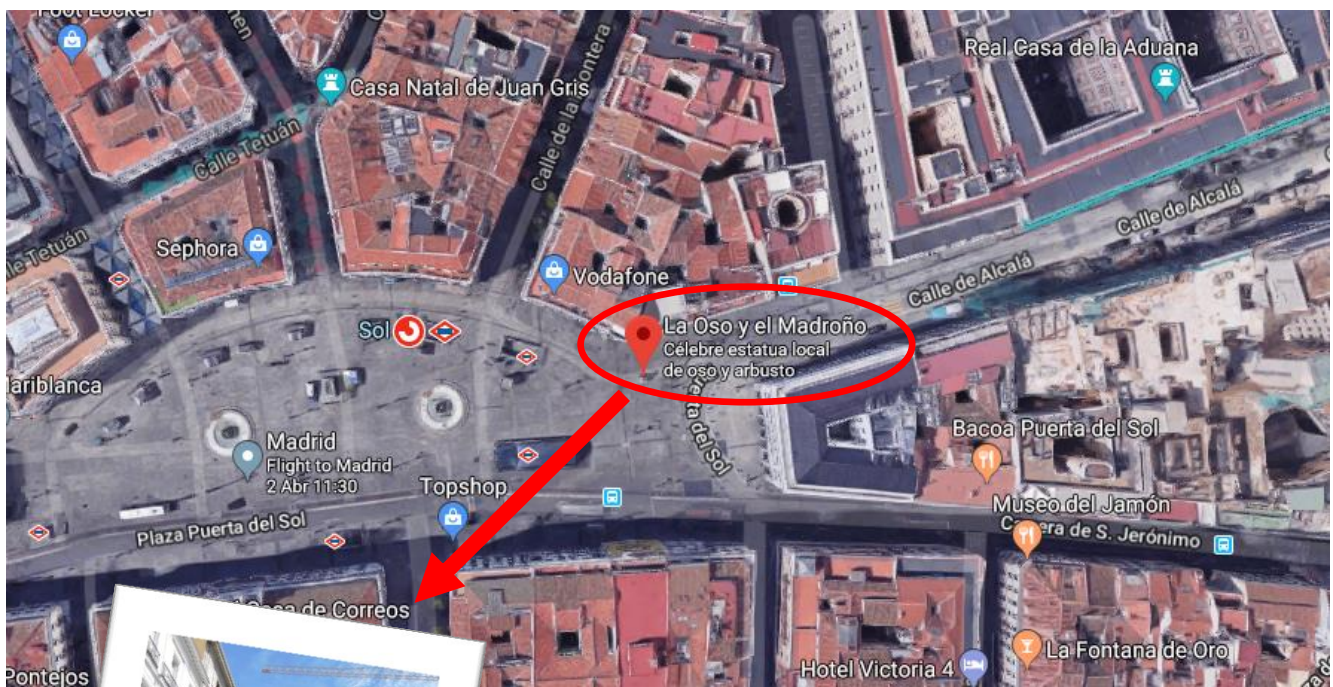 Foot Locker
Real Casa de la Aduana
Casa Natal de Juan Gris
Calle de la Montera
Calle Tetuán
Calle de Alcalá
Sephora
Calle de Alcalá
Tetuán
Vodafone
La Oso y el Madroño
Célebre estatua local
de oso y arbusto
Sol
del Sol
Bacoa Puerta del Sol
Madrid
Flight to Madrid
2 Abr 11:30
Topshop
Museo del Jamón
Plaza Puerta del Sol
de S. Jerónimo
de Correos
La Fontana de Oro
Hotel Victoria 4
Pontejos